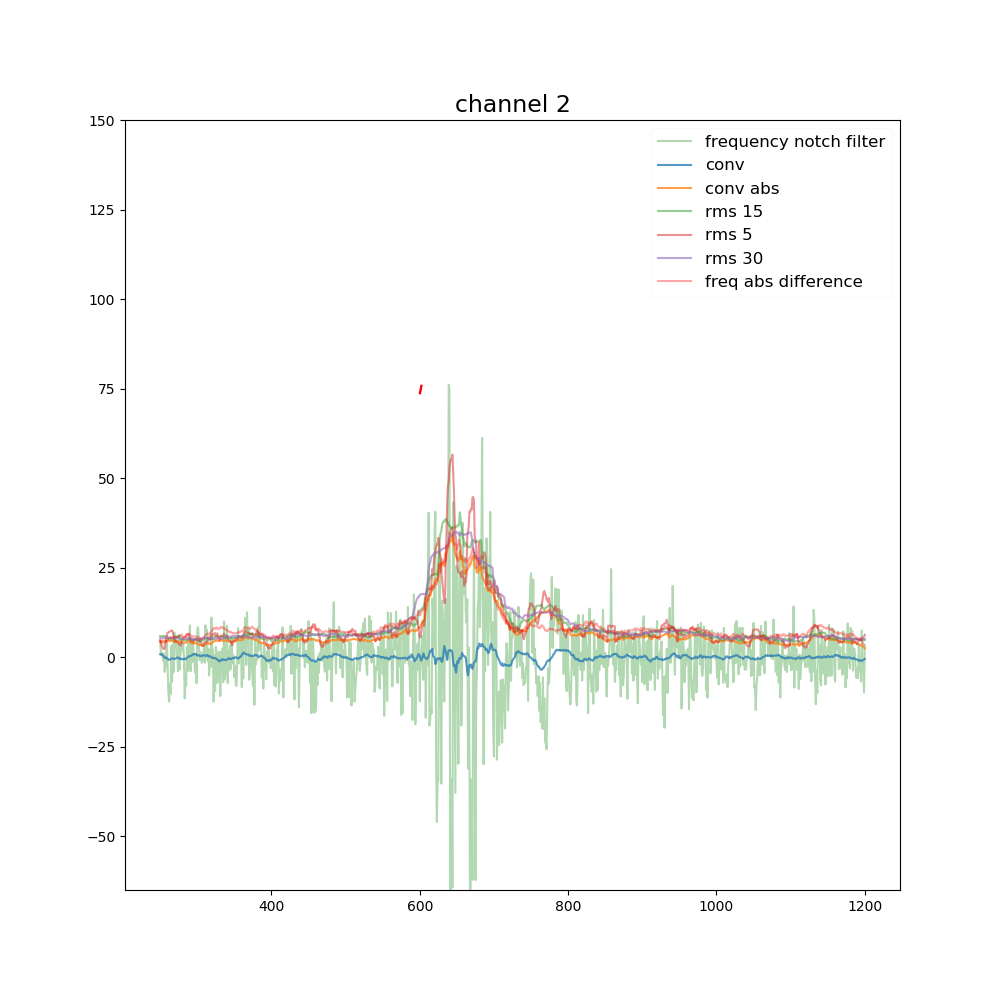 channel 2
150
125
100
75
50
25
0
−25
−50
frequency notch filter
conv
conv abs
rms 15
rms 5
rms 30
freq abs difference
400 600 800 1000 1200